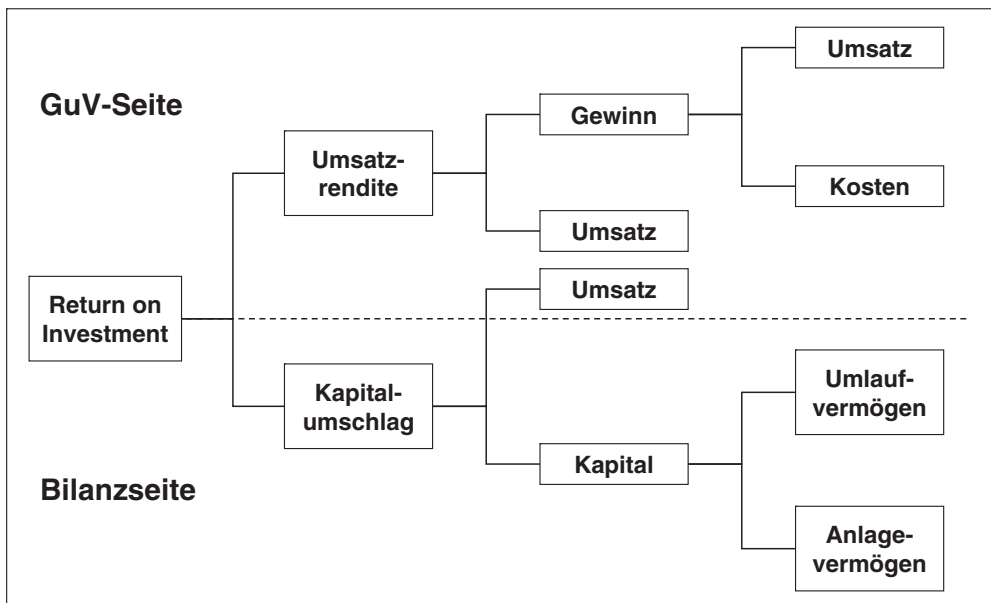 Umsatz
GuV-Seite
Gewinn
Umsatz-
rendite
Kosten
Umsatz
Umsatz
Return on
Investment
Umlauf-
vermögen
Kapital-
umschlag
Kapital
Bilanzseite
Anlage-
vermögen